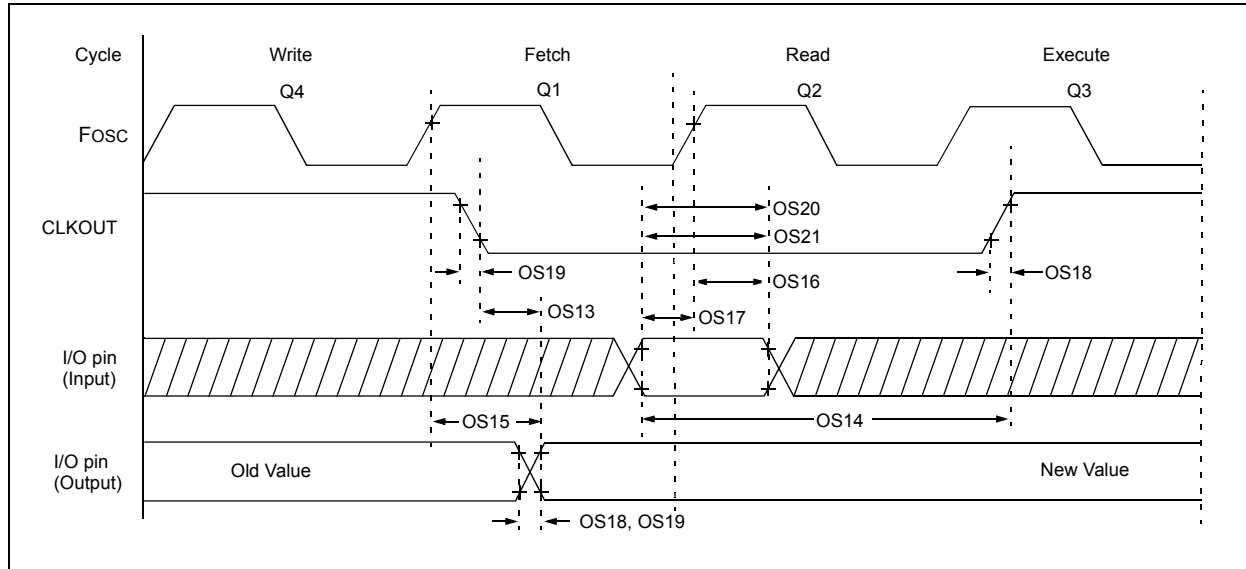 Cycle Write Fetch Read Execute
Q4 Q1 Q2 Q3
FOSC
CLKOUT
OS20
OS21
OS19 OS16 OS18
OS13 OS17
I/O pin
(Input)
OS15 OS14
I/O pin
(Output)
Old Value New Value
OS18, OS19